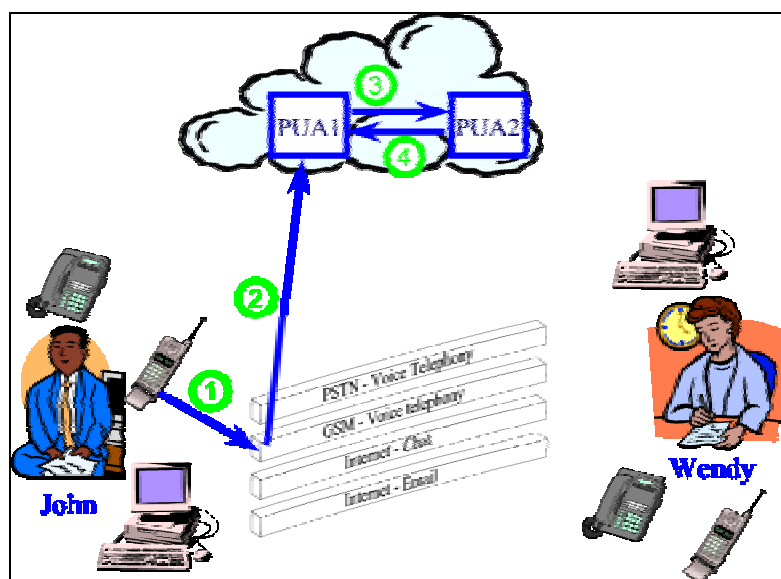 3
PUA1
PUA2
4
2
1
PSTN - Voice Telephony
GSM - Voice telephony
Internet - Chat
Internet - Email
John
Wendy